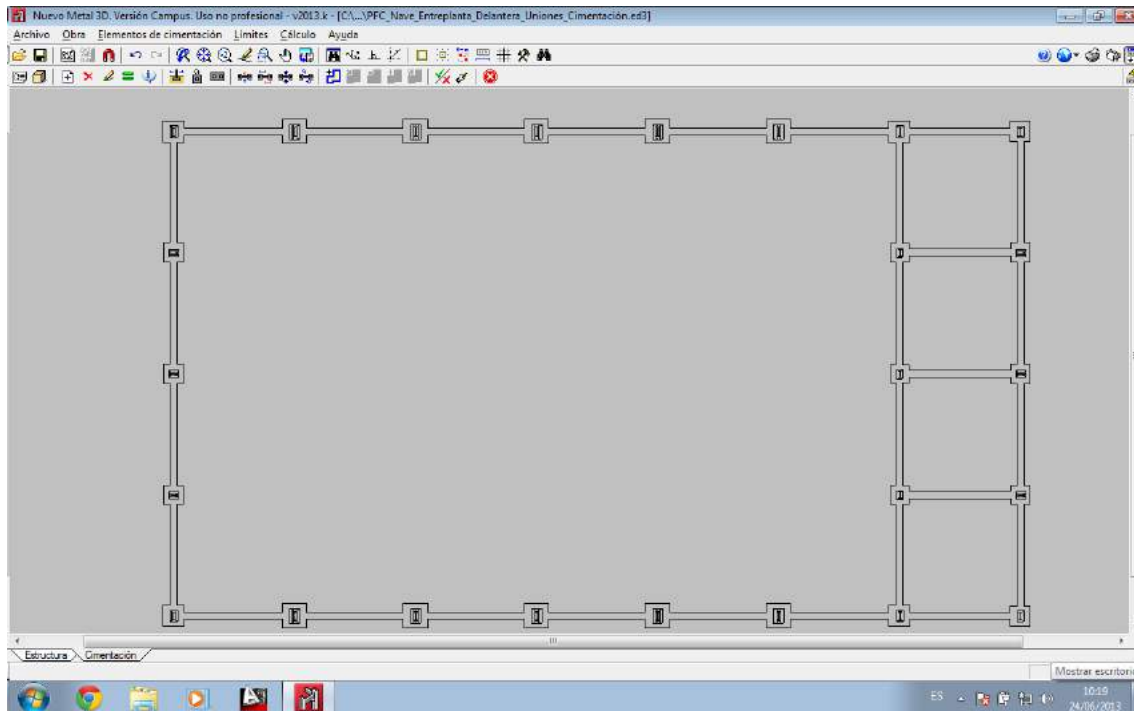 Nuevo Metal 3D. Versión Campus. Uso no profesional - v2013.k - [C:\...\PFC_Nave_Entreplanta_Delantera_Uniones_Cimentación.ed3]
Archivo Obra Elementos de cimentación Límites Cálculo Ayuda
Estructura Cimentación
Mostrar escritorio
ES 10:19
24/06/2013